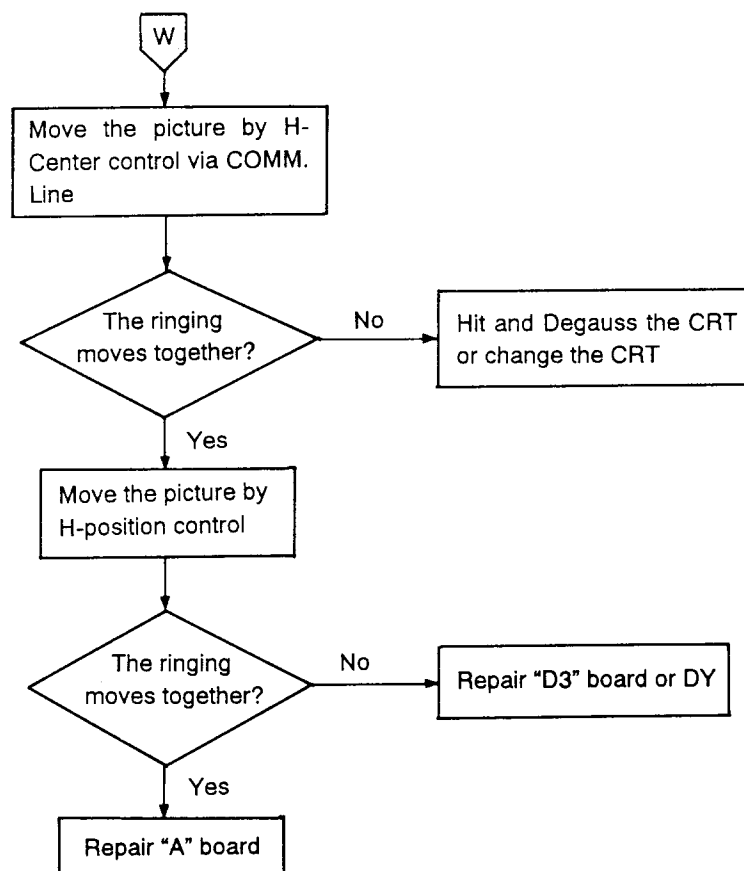 W
Move the picture by H-
Center control via COMM.
Line
The ringing
moves together?
No
Hit and Degauss the CRT
or change the CRT
Yes
Move the picture by
H-position control
The ringing
moves together?
No
Repair “D3” board or DY
Yes
Repair “A” board